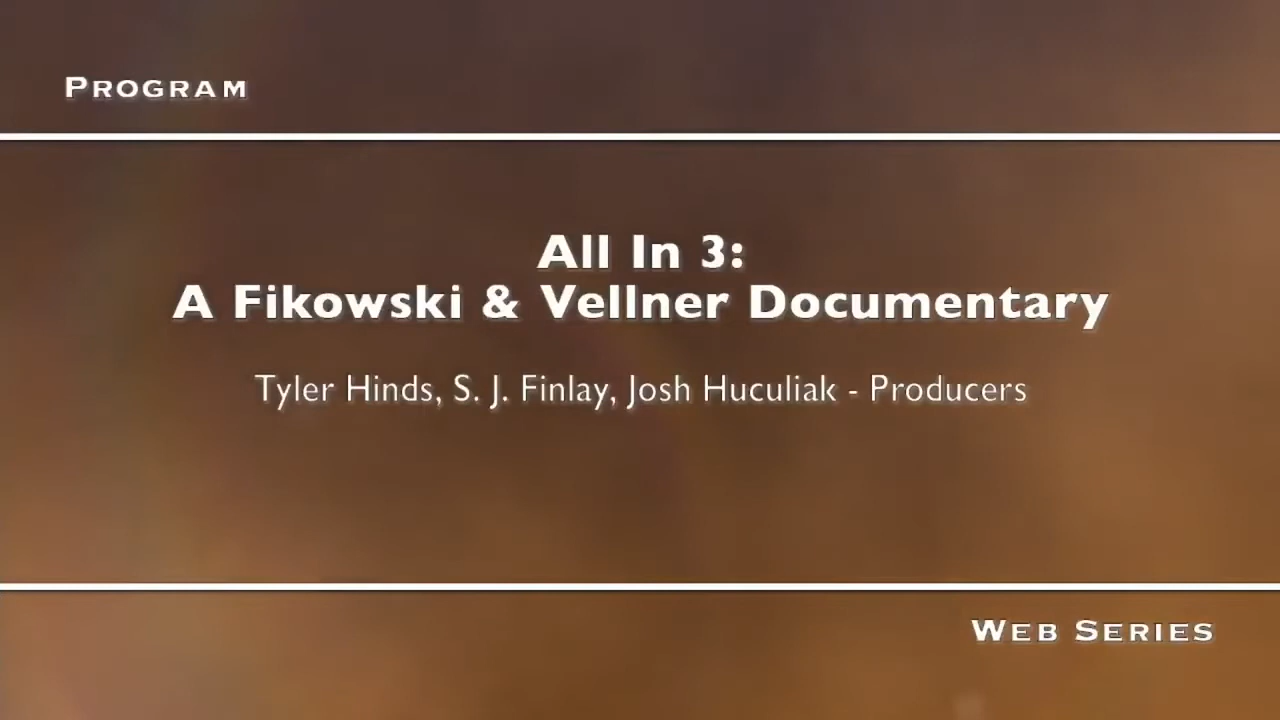 Program
All In 3:
A Fikowski & Vellner Documentary
Tyler Hinds, S. J. Finlay, Josh Huculiak - Producers
Web Series